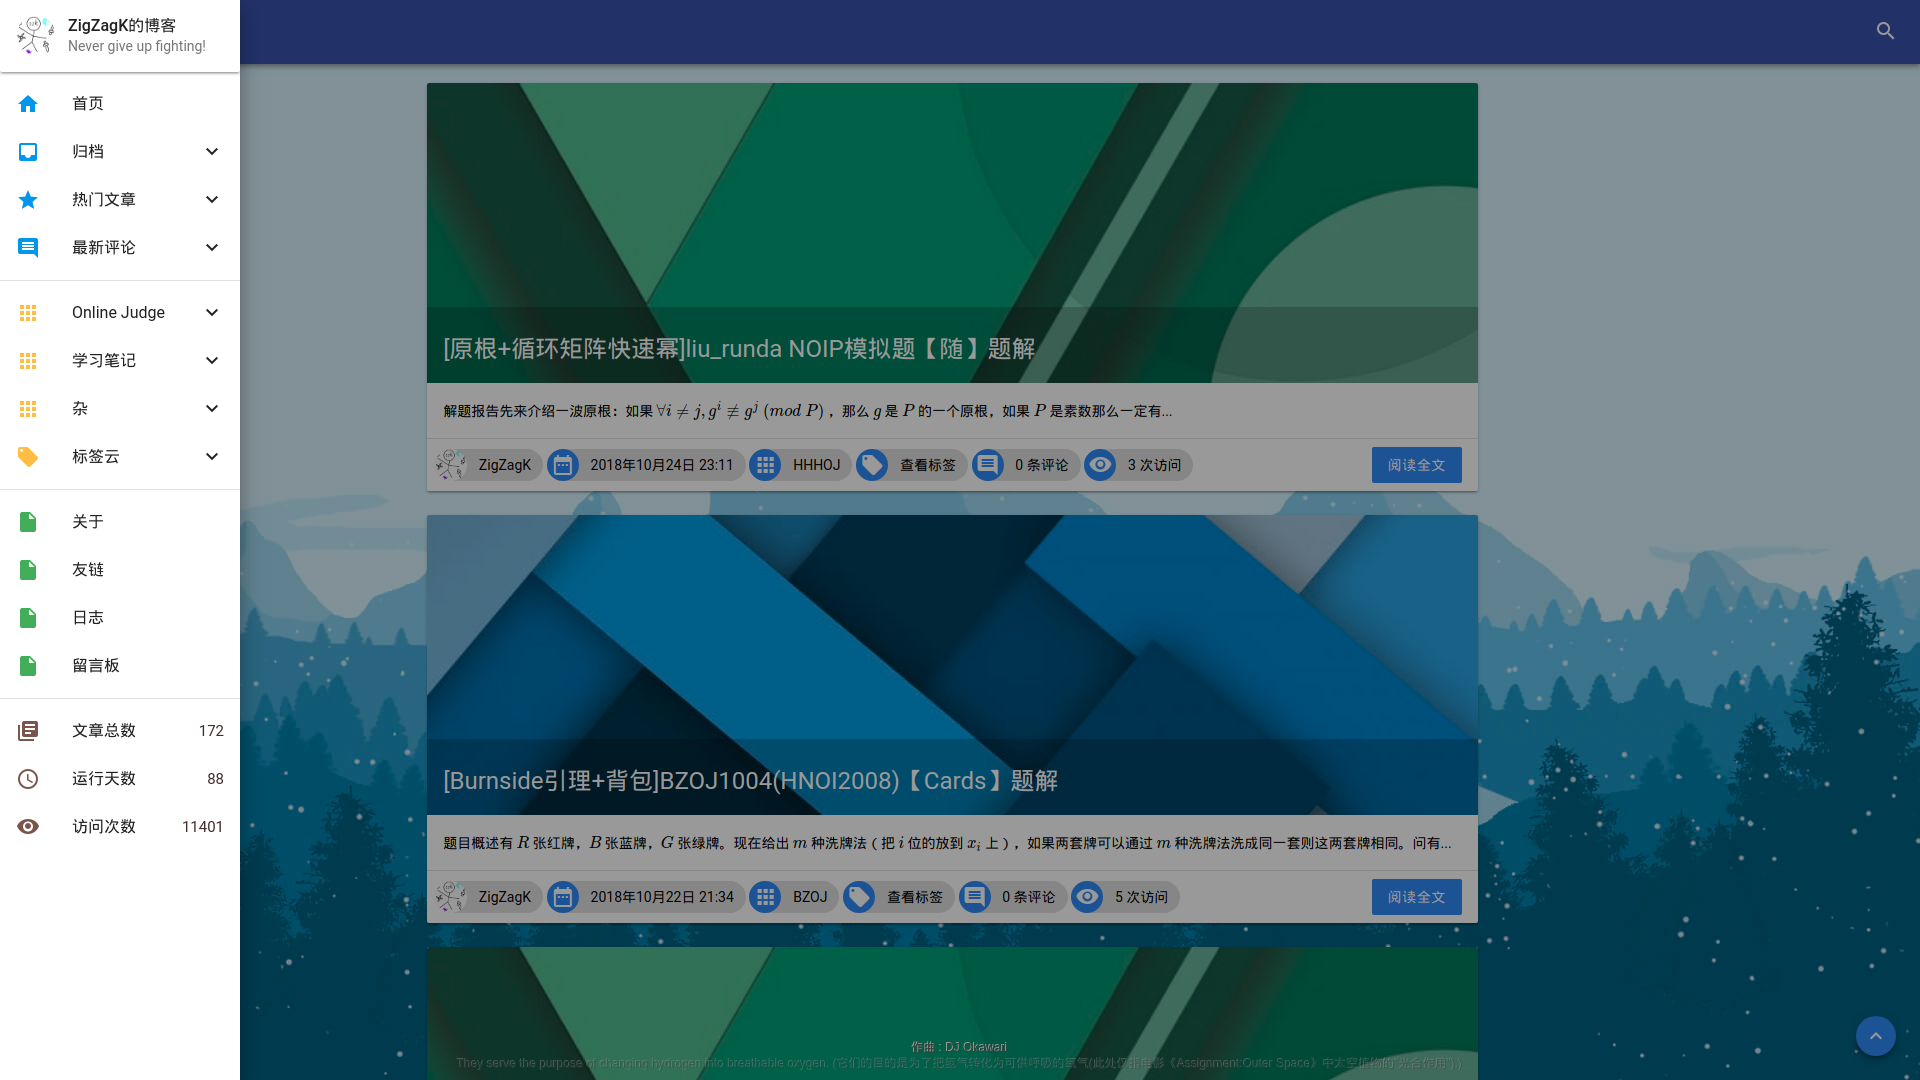 ZigZagK的博客
Never give up fighting!
首页
归档
热门文章
最新评论
Online Judge
学习笔记
杂
标签云
关于
友链
日志
留言板
文章总数 172
运行天数 88
访问次数 11401
[原根+循环矩阵快速幂]liu_runda NOIP模拟题【随】题解
解题报告先来介绍一波原根：如果 ∀i ≠ j, g^i ≢ g^j (mod P)，那么 g 是 P 的一个原根，如果 P 是素数那么一定有...
ZigZagK 2018年10月24日 23:11 HHHOJ 查看标签 0 条评论 3 次访问 阅读全文
[Burnside引理+背包]BZOJ1004(HNOI2008)【Cards】题解
题目概述有 R 张红牌，B 张蓝牌，G 张绿牌。现在给出 m 种洗牌法（把 i 位的放到 x_i 上），如果两套牌可以通过 m 种洗牌法洗成同一套则这两套牌相同。问有...
ZigZagK 2018年10月22日 21:34 BZOJ 查看标签 0 条评论 5 次访问 阅读全文
作曲 : DJ Okawari
They serve the purpose of changing hydrogen into breathable oxygen. (它们的目的是为了把氢气转化为可供呼吸的氧气(此处仅指电影《Assignment:Outer Space》中太空植物的"光合作用").)